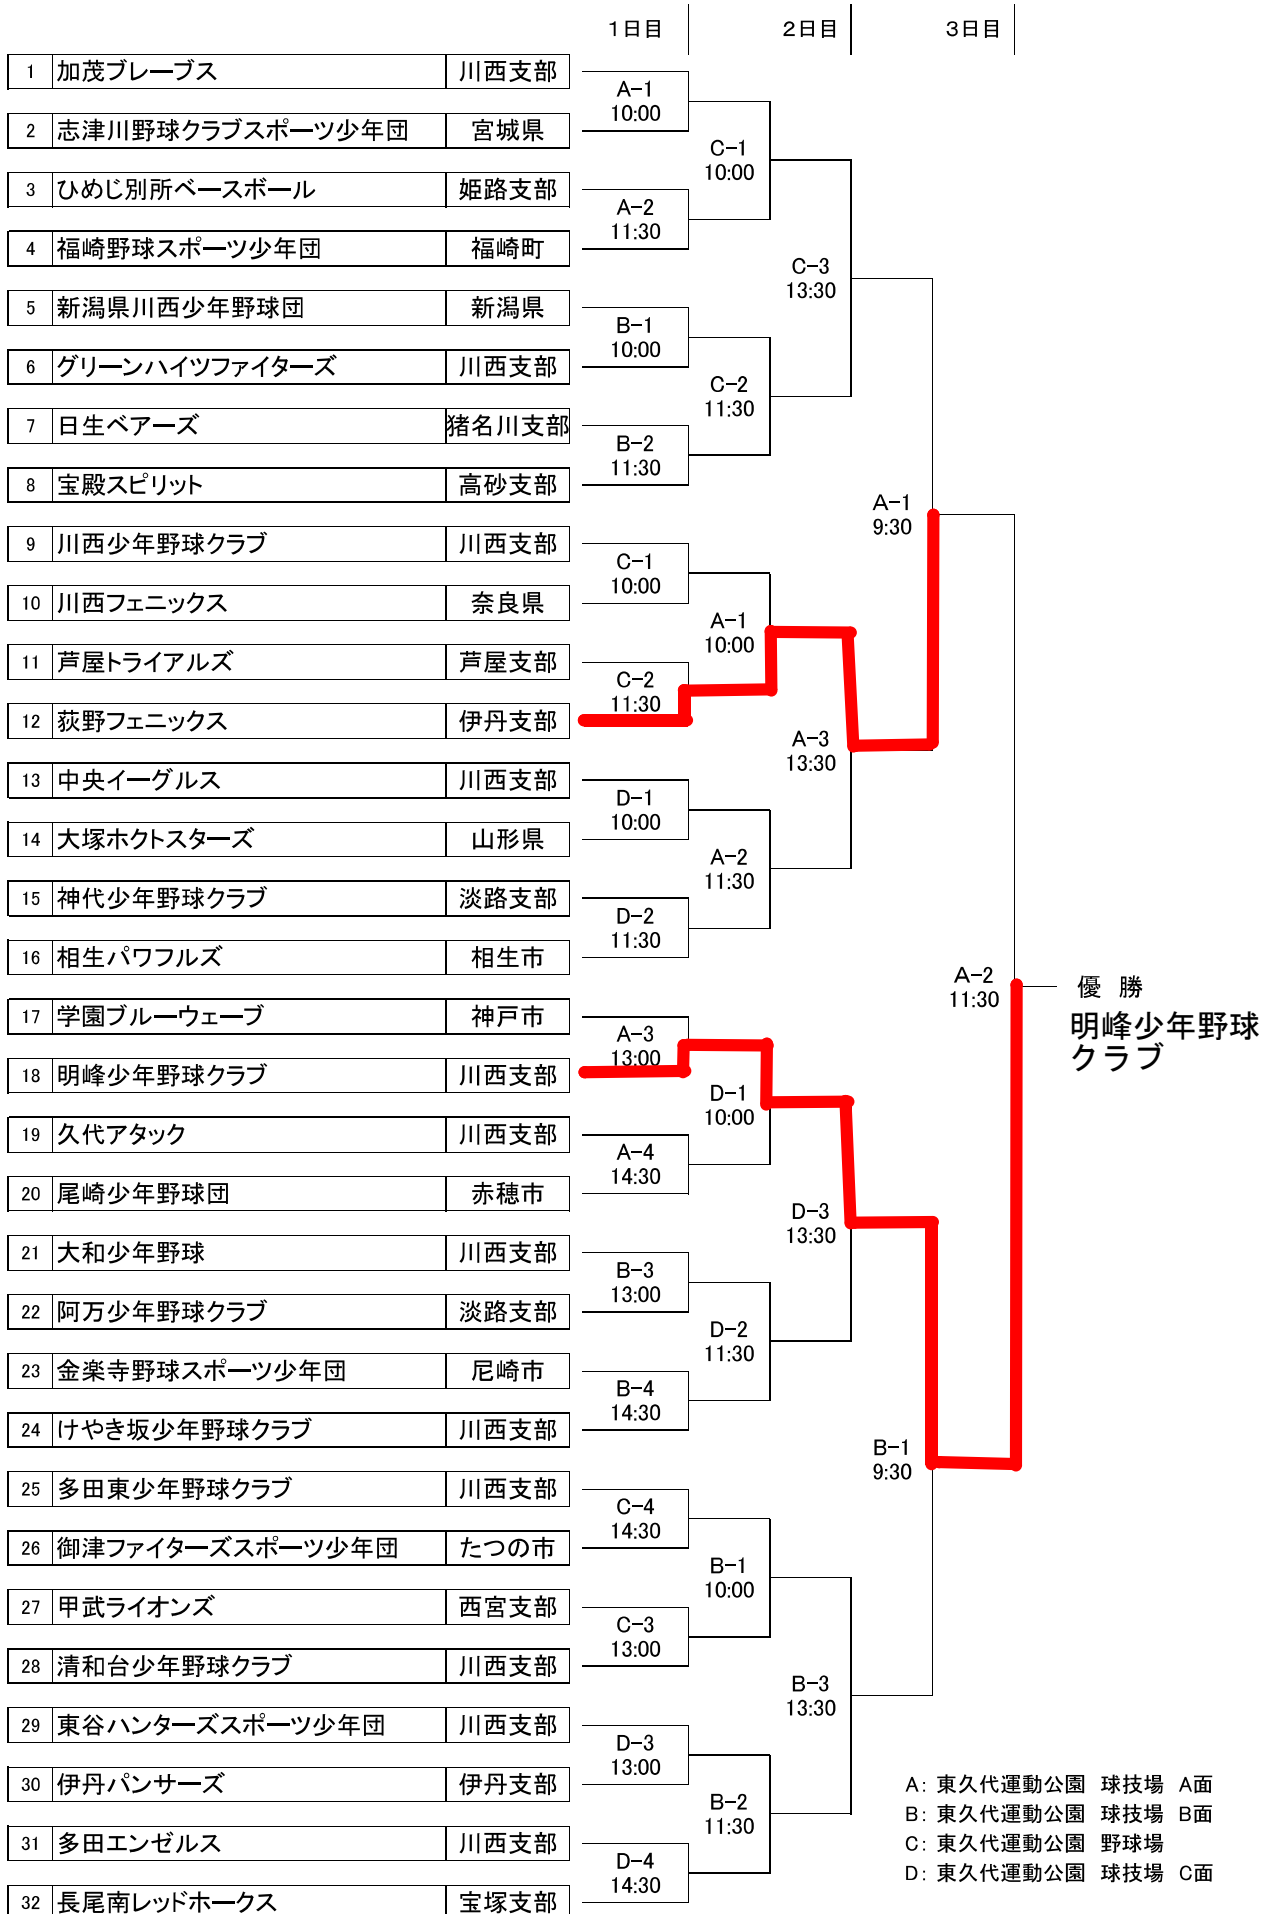 1日目 2日目 3日目
1 加茂ブレーブス 川西支部
A-1
10:00
2 志津川野球クラブスポーツ少年団 宮城県
C-1
10:00
3 ひめじ別所ベースボール 姫路支部
A-2
11:30
4 福崎野球スポーツ少年団 福崎町
C-3
13:30
5 新潟県川西少年野球団 新潟県
B-1
10:00
6 グリーンハイツファイターズ 川西支部
C-2
11:30
7 日生ベアーズ 猪名川支部
B-2
11:30
8 宝殿スピリット 高砂支部
A-1
9:30
9 川西少年野球クラブ 川西支部
C-1
10:00
10 川西フェニックス 奈良県
A-1
10:00
11 芦屋トライアルズ 芦屋支部
C-2
11:30
12 荻野フェニックス 伊丹支部
A-3
13:30
13 中央イーグルス 川西支部
D-1
10:00
14 大塚ホクトスターズ 山形県
A-2
11:30
15 神代少年野球クラブ 淡路支部
D-2
11:30
16 相生パワフルズ 相生市
A-2
11:30
優 勝
明峰少年野球
クラブ
17 学園ブルーウェーブ 神戸市
A-3
13:00
18 明峰少年野球クラブ 川西支部
D-1
10:00
19 久代アタック 川西支部
A-4
14:30
20 尾崎少年野球団 赤穂市
D-3
13:30
21 大和少年野球 川西支部
B-3
13:00
22 阿万少年野球クラブ 淡路支部
D-2
11:30
23 金楽寺野球スポーツ少年団 尼崎市
B-4
14:30
24 けやき坂少年野球クラブ 川西支部
B-1
9:30
25 多田東少年野球クラブ 川西支部
C-4
14:30
26 御津ファイターズスポーツ少年団 たつの市
B-1
10:00
27 甲武ライオンズ 西宮支部
C-3
13:00
28 清和台少年野球クラブ 川西支部
B-3
13:30
29 東谷ハンターズスポーツ少年団 川西支部
D-3
13:00
30 伊丹パンサーズ 伊丹支部
B-2
11:30
31 多田エンゼルス 川西支部
D-4
14:30
32 長尾南レッドホークス 宝塚支部
A: 東久代運動公園 球技場 A面
B: 東久代運動公園 球技場 B面
C: 東久代運動公園 野球場
D: 東久代運動公園 球技場 C面